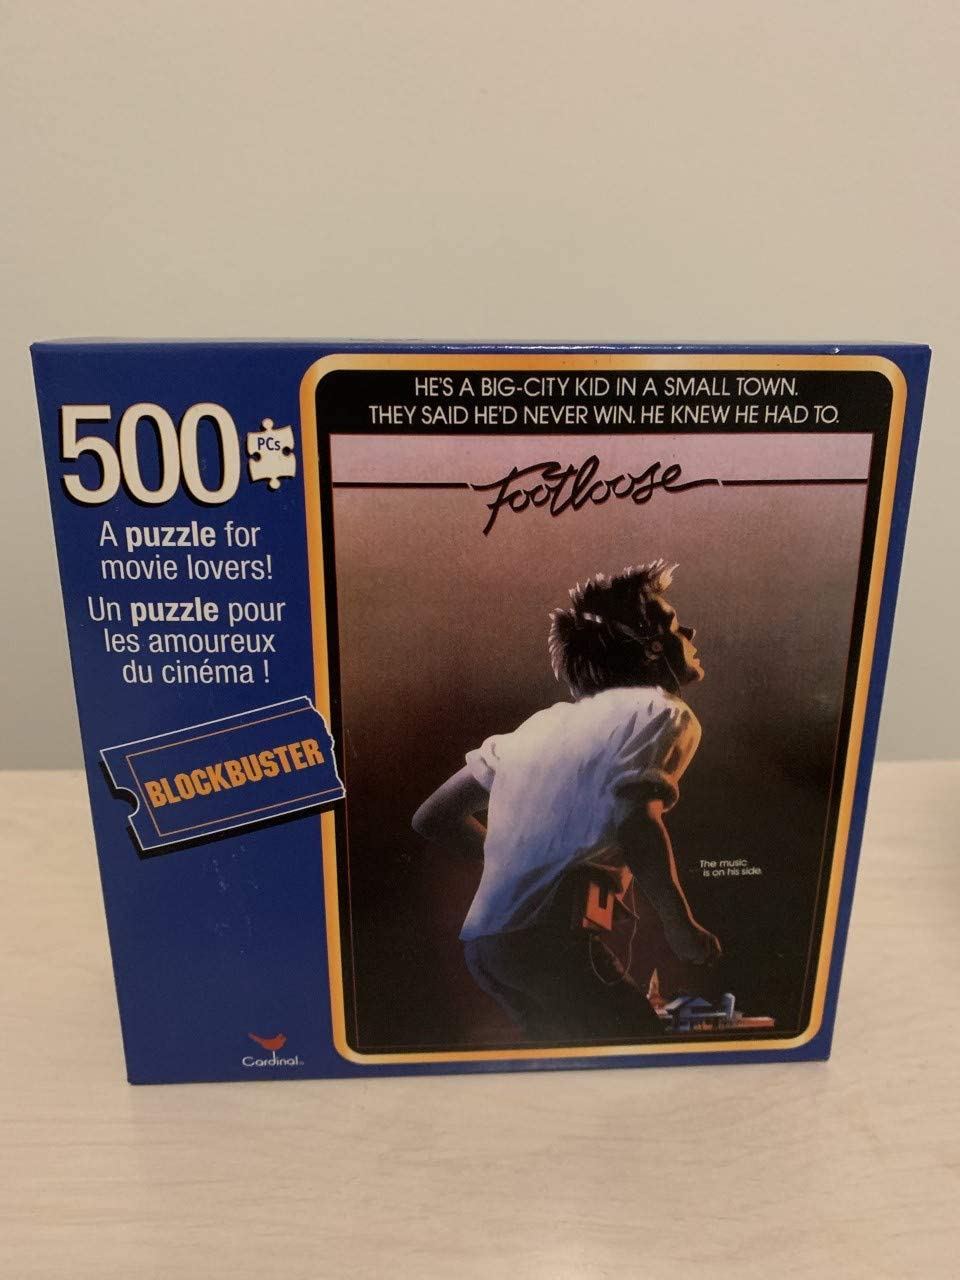 500 PCs
A puzzle for
movie lovers!
Un puzzle pour
les amoureux
du cinéma !
BLOCKBUSTER
Cardinal
HE'S A BIG-CITY KID IN A SMALL TOWN.
THEY SAID HE'D NEVER WIN. HE KNEW HE HAD TO.
Footloose
The music
is on his side.